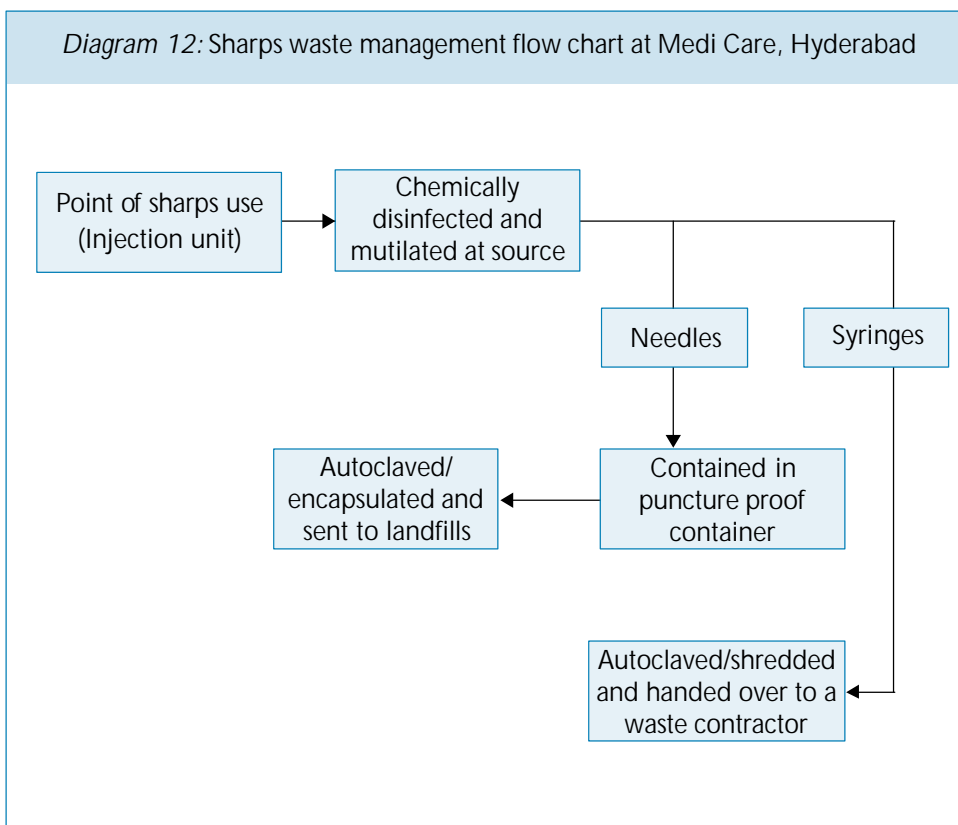 Diagram 12: Sharps waste management flow chart at Medi Care, Hyderabad
Point of sharps use
(Injection unit)
Chemically
disinfected and
mutilated at source
Needles
Syringes
Autoclaved/
encapsulated and
sent to landfills
Contained in
puncture proof
container
Autoclaved/shredded
and handed over to a
waste contractor